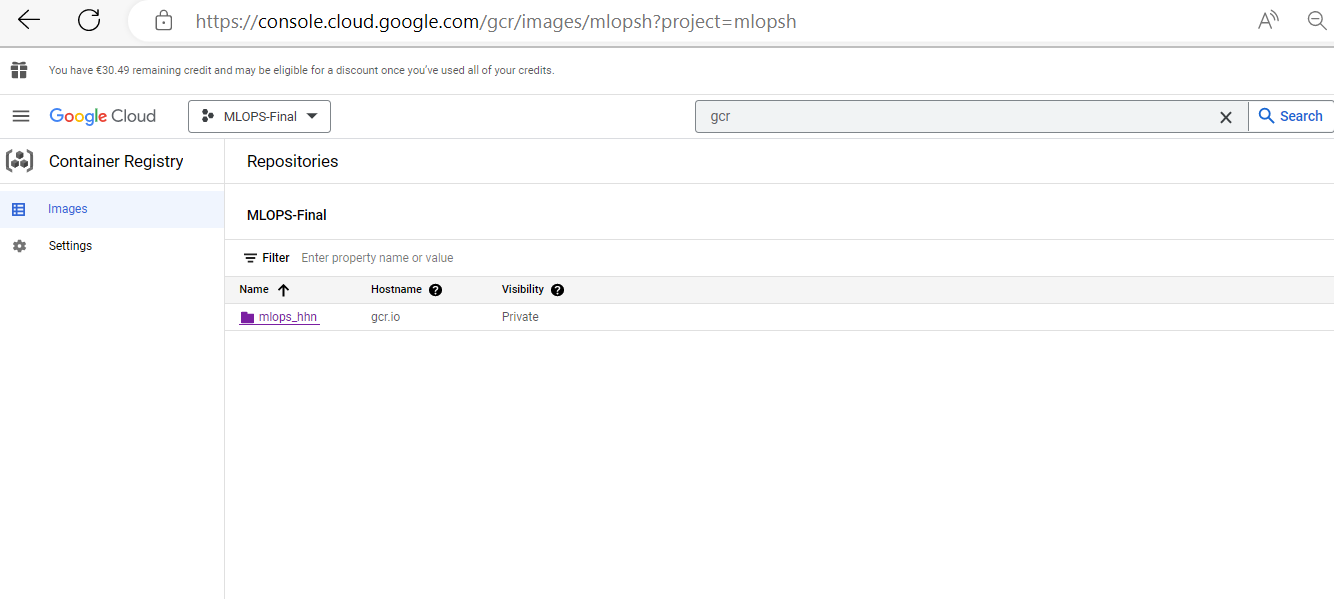 https://console.cloud.google.com/gcr/images/mlopsh?project=mlopsh
You have €30.49 remaining credit and may be eligible for a discount once you've used all of your credits.
Google Cloud MLOPS-Final gcr Search
Container Registry Repositories
Images
Settings
MLOPS-Final
Filter Enter property name or value
Name Hostname Visibility
mlops_hhn gcr.io Private